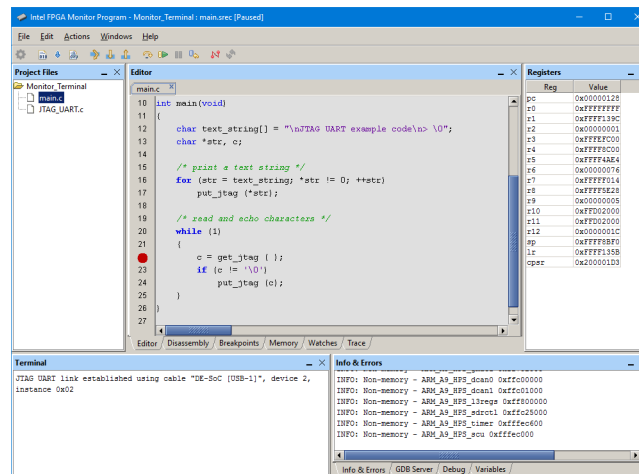 Intel FPGA Monitor Program - Monitor_Terminal : main.srec [Paused]
File Edit Actions Windows Help
Project Files
Monitor_Terminal
main.c
JTAG_UART.c
Editor
main.c
10 int main(void)
11 {
12 char text_string[] = "\nJTAG UART example code\n> \0";
13 char *str, c;
14
15 /* print a text string */
16 for (str = text_string; *str != 0; ++str)
17 put_jtag (*str);
18
19 /* read and echo characters */
20 while (1)
21 {
c = get_jtag ( );
23 if (c != '\0')
24 put_jtag (c);
25 }
26 }
27
Editor Disassembly Breakpoints Memory Watches Trace
Registers
Reg Value
pc 0x00000128
r0 0xFFFFFFFF
r1 0xFFFF139C
r2 0x00000001
r3 0xFFFEFC00
r4 0xFFFF8C00
r5 0xFFFF4AE4
r6 0x00000076
r7 0xFFFFF014
r8 0xFFFF5E28
r9 0x00000005
r10 0xFFD02000
r11 0xFFD02000
r12 0x0000001C
sp 0xFFFF8BF0
lr 0xFFFF135B
cpsr 0x200001D3
Terminal
JTAG UART link established using cable "DE-SoC [USB-1]", device 2,
instance 0x02
Info & Errors
INFO: Non-memory - ARM_A9_HPS_dcan0 0xffc00000
INFO: Non-memory - ARM_A9_HPS_dcan1 0xffc01000
INFO: Non-memory - ARM_A9_HPS_l3regs 0xff800000
INFO: Non-memory - ARM_A9_HPS_sdrctl 0xffc25000
INFO: Non-memory - ARM_A9_HPS_timer 0xfffec600
INFO: Non-memory - ARM_A9_HPS_scu 0xfffec000
Info & Errors GDB Server Debug Variables